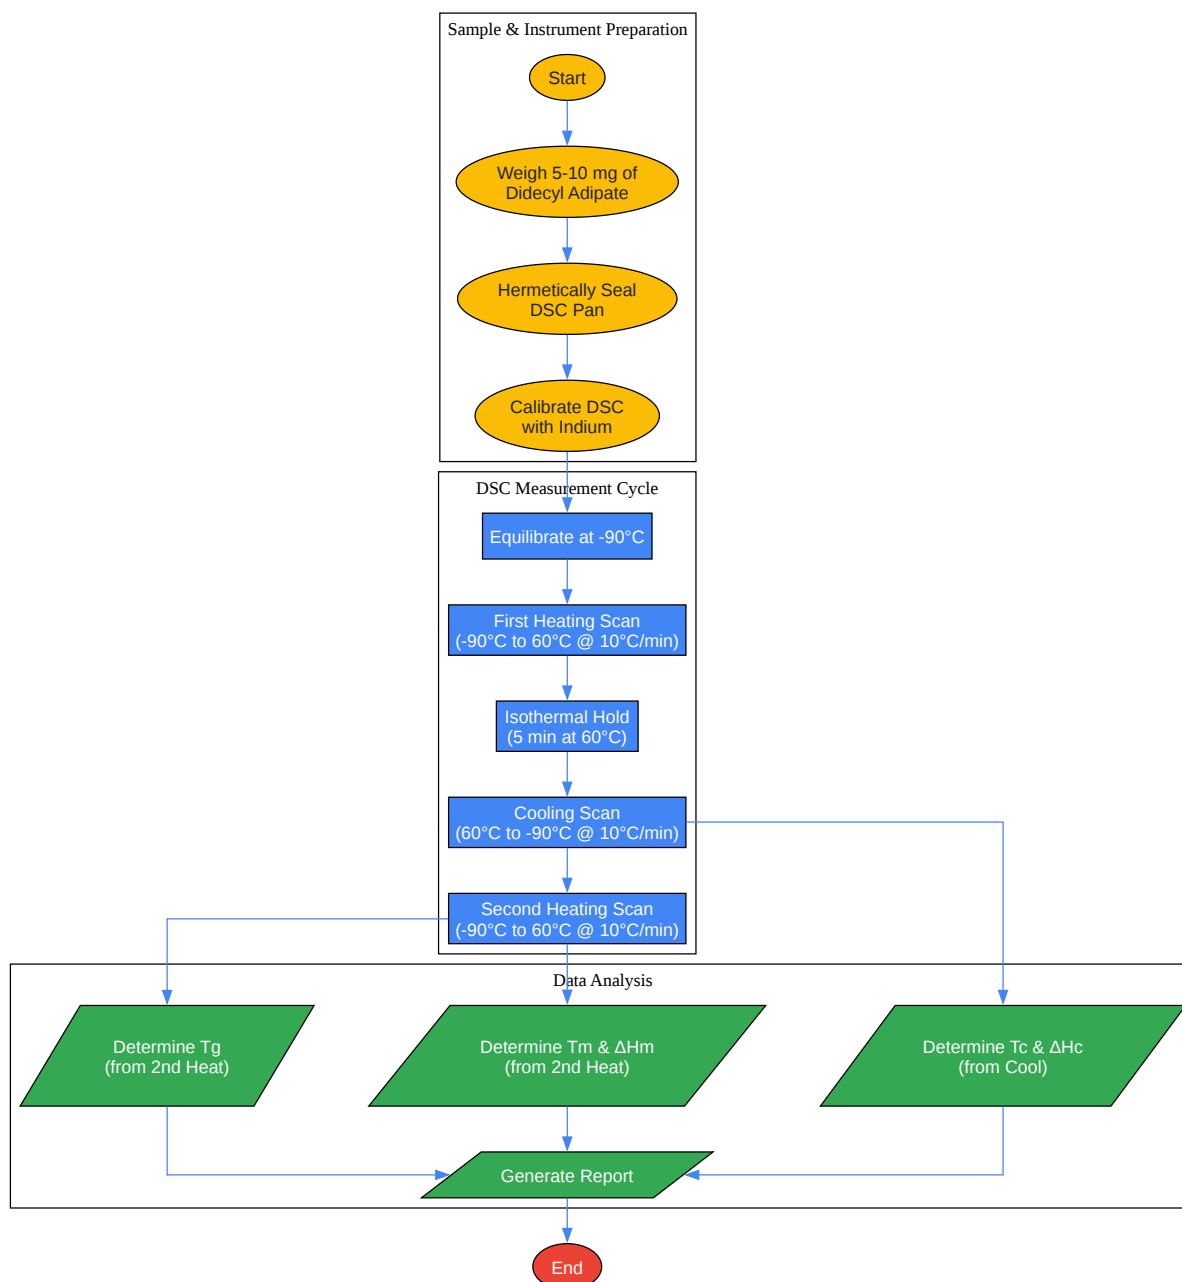 Sample & Instrument Preparation
Start
Weigh 5-10 mg of
Didecyl Adipate
Hermetically Seal
DSC Pan
Calibrate DSC
with Indium
DSC Measurement Cycle
Equilibrate at -90°C
First Heating Scan
(-90°C to 60°C @ 10°C/min)
Isothermal Hold
(5 min at 60°C)
Cooling Scan
(60°C to -90°C @ 10°C/min)
Second Heating Scan
(-90°C to 60°C @ 10°C/min)
Data Analysis
Determine Tg
(from 2nd Heat)
Determine Tm & ΔHm
(from 2nd Heat)
Determine Tc & ΔHc
(from Cool)
Generate Report
End